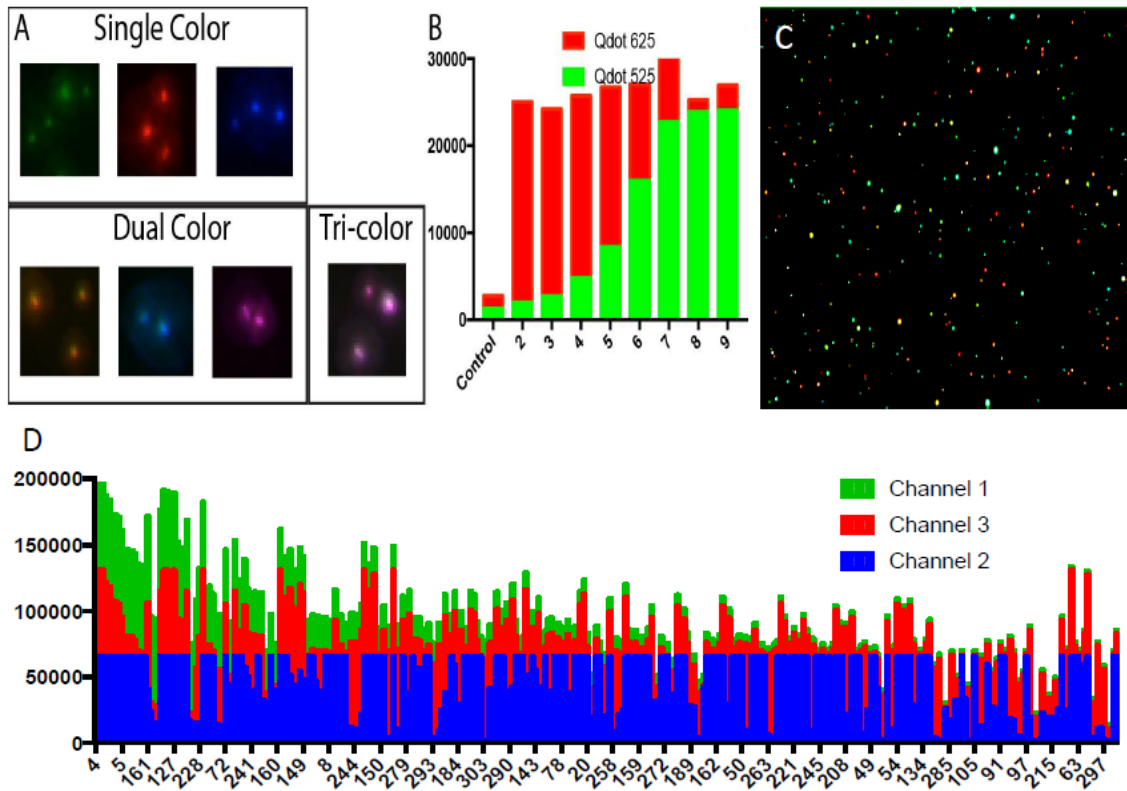 A
Single Color
Dual Color
Tri-color
B
Qdot 625
Qdot 525
30000
20000
10000
0
Control 2 3 4 5 6 7 8 9
C
D
200000
150000
100000
50000
0
Channel 1
Channel 3
Channel 2
4 5 161 127 228 72 241 160 149 8 244 150 279 293 184 303 290 143 78 20 258 159 272 189 162 50 263 221 245 208 49 54 134 285 105 91 97 215 63 297